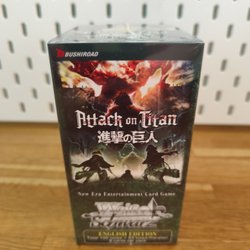 BUSHIROAD
Attack on Titan
進撃の巨人
New Era Entertainment Card Game
Weiß Schwarz
ENGLISH EDITION